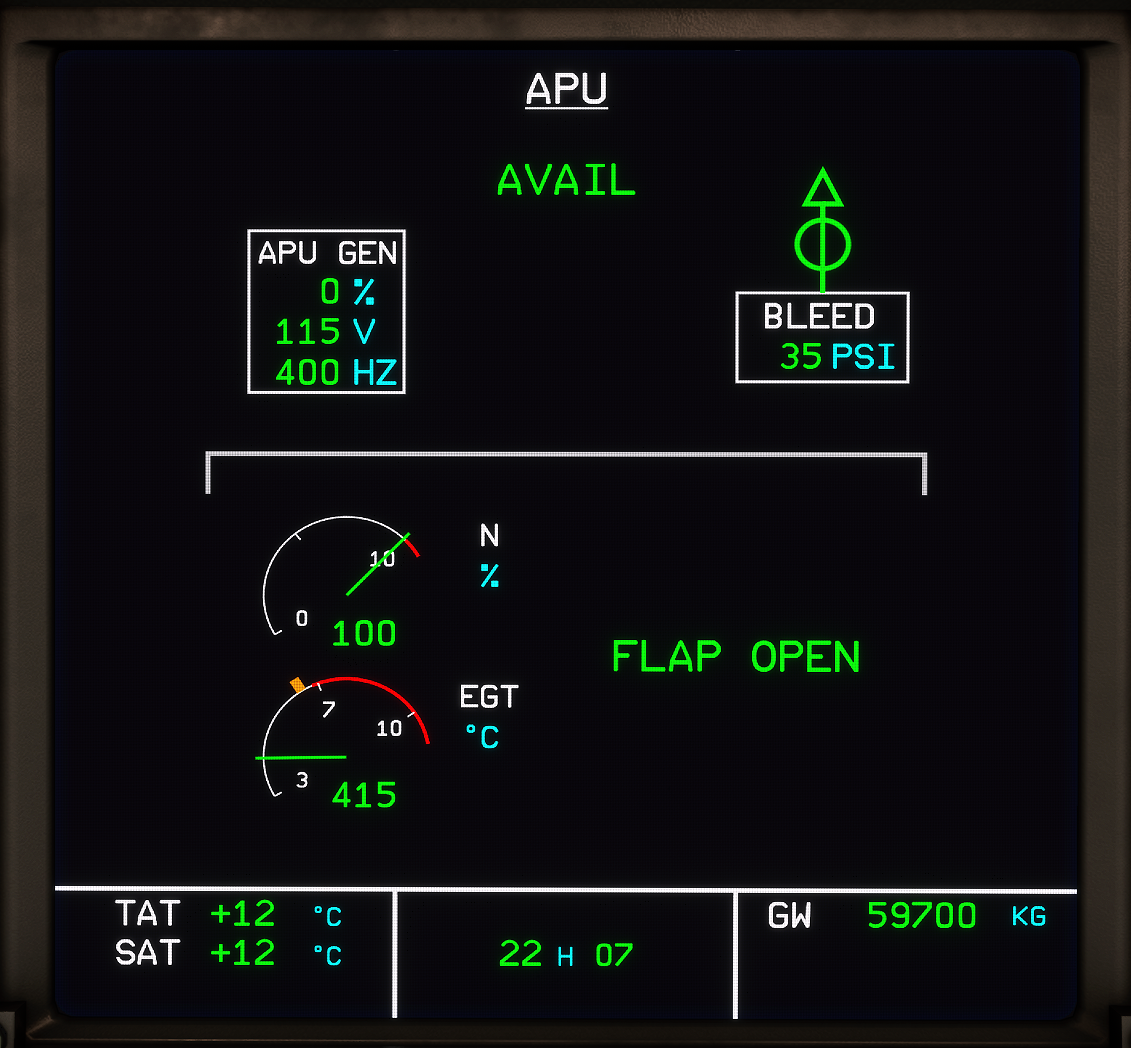 APU
AVAIL
APU GEN
0 %
115 V
400 HZ
BLEED
35 PSI
10
0
100
N
%
FLAP OPEN
7
10
3
415
EGT
°C
TAT +12 °C
SAT +12 °C
22 H 07
GW 59700 KG